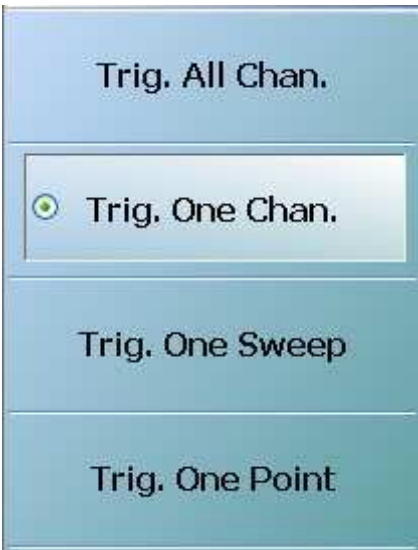 Trig. All Chan.
Trig. One Chan.
Trig. One Sweep
Trig. One Point